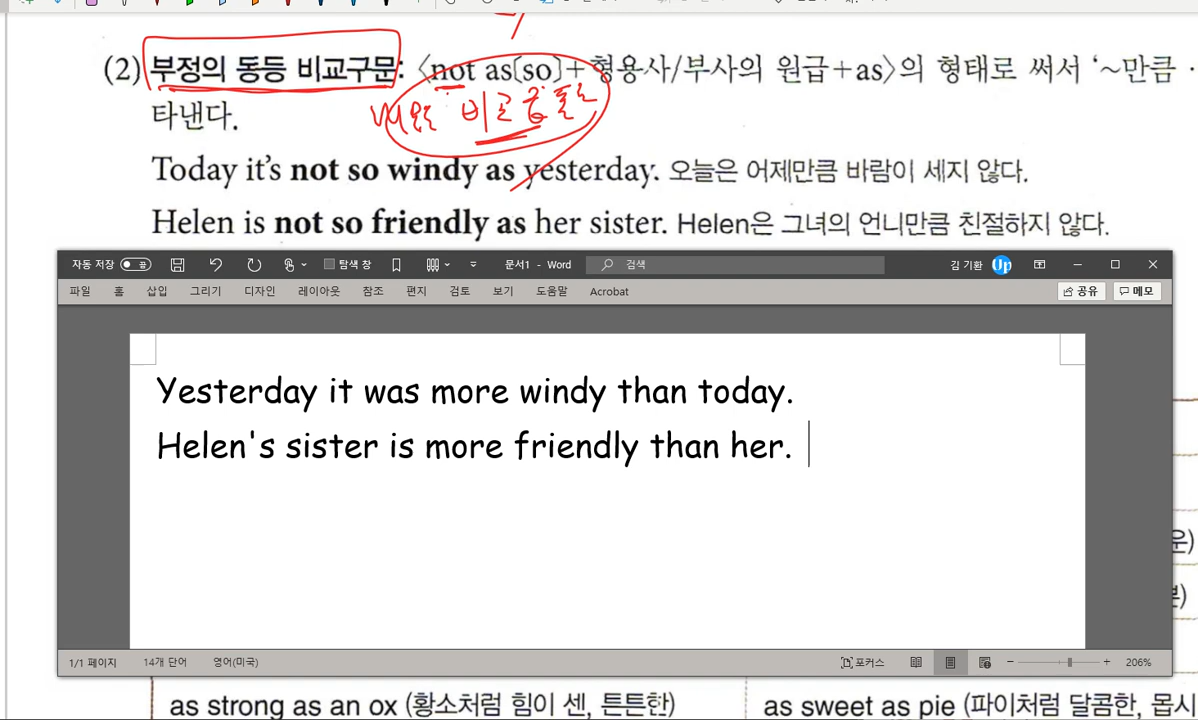 (2) 부정의 동등 비교구문: 〈not as[so]+형용사/부사의 원급+as〉의 형태로 써서 ‘~만큼 ·
타낸다.
비교급
Today it’s not so windy as yesterday. 오늘은 어제만큼 바람이 세지 않다.
Helen is not so friendly as her sister. Helen은 그녀의 언니만큼 친절하지 않다.
자동 저장 끔 탐색 창 문서1 - Word 검색 김 기환
파일 홈 삽입 그리기 디자인 레이아웃 참조 편지 검토 보기 도움말 Acrobat 공유 메모
Yesterday it was more windy than today.
Helen's sister is more friendly than her.
운)
1/1 페이지 14개 단어 영어(미국) 포커스 206%
as strong as an ox (황소처럼 힘이 센, 튼튼한) as sweet as pie (파이처럼 달콤한, 몹시